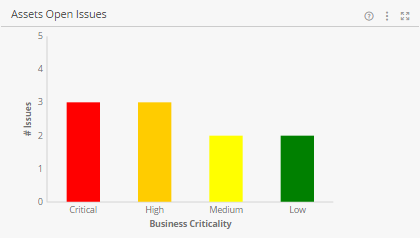 Assets Open Issues
5
4
3
2
1
0
# Issues
Critical High Medium Low
Business Criticality